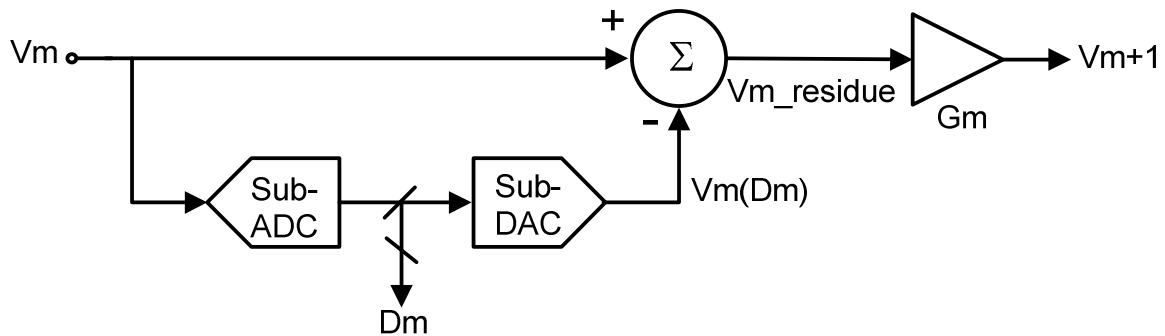 Vm
+
Σ
-
Vm_residue
Gm
Vm+1
Sub-
ADC
Sub-
DAC
Vm(Dm)
Dm